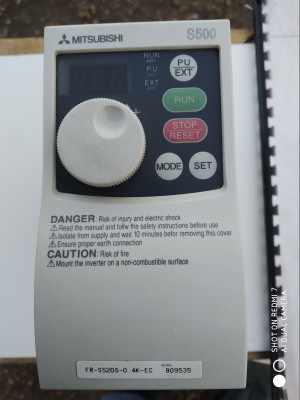 MITSUBISHI
S500
RUN
PU
EXT
PU
EXT
RUN
STOP
RESET
MODE
SET
DANGER: Risk of injury and electric shock
Read the manual and follow the safety instructions before use
Isolate from supply and wait 10 minutes before removing this cover
Ensure proper earth connection
CAUTION: Risk of fire
Mount the inverter on a non-combustible surface
FR-S520S-0.4K-EC
B09535
SHOT ON REDMI 7
AI DUAL CAMERA